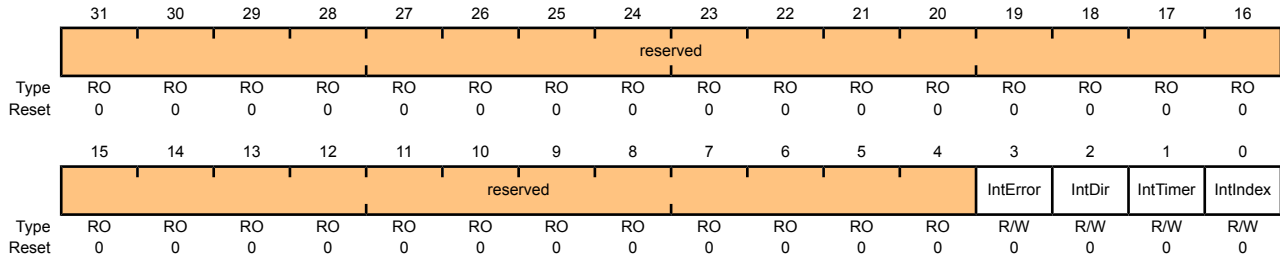 31 30 29 28 27 26 25 24 23 22 21 20 19 18 17 16
reserved
Type RO RO RO RO RO RO RO RO RO RO RO RO RO RO RO RO
Reset 0 0 0 0 0 0 0 0 0 0 0 0 0 0 0 0
15 14 13 12 11 10 9 8 7 6 5 4 3 2 1 0
reserved IntError IntDir IntTimer IntIndex
Type RO RO RO RO RO RO RO RO RO RO RO RO R/W R/W R/W R/W
Reset 0 0 0 0 0 0 0 0 0 0 0 0 0 0 0 0